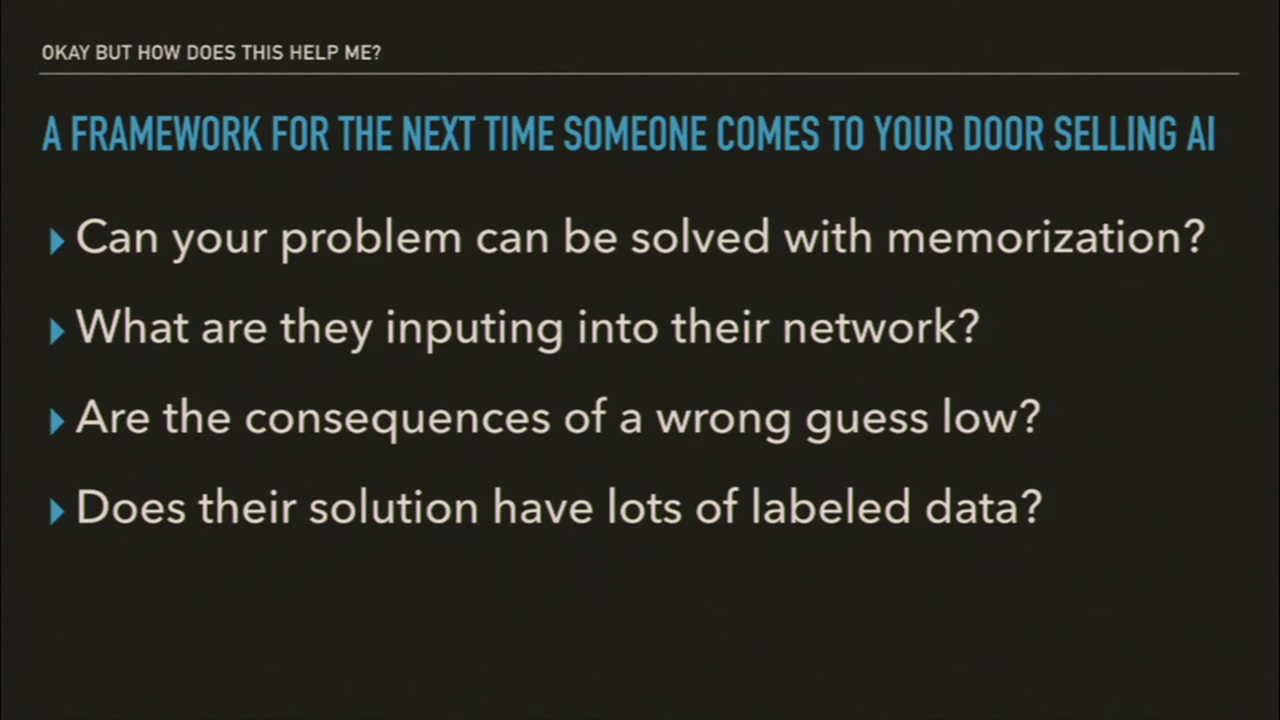 OKAY BUT HOW DOES THIS HELP ME?
A FRAMEWORK FOR THE NEXT TIME SOMEONE COMES TO YOUR DOOR SELLING AI
Can your problem can be solved with memorization?
What are they inputing into their network?
Are the consequences of a wrong guess low?
Does their solution have lots of labeled data?